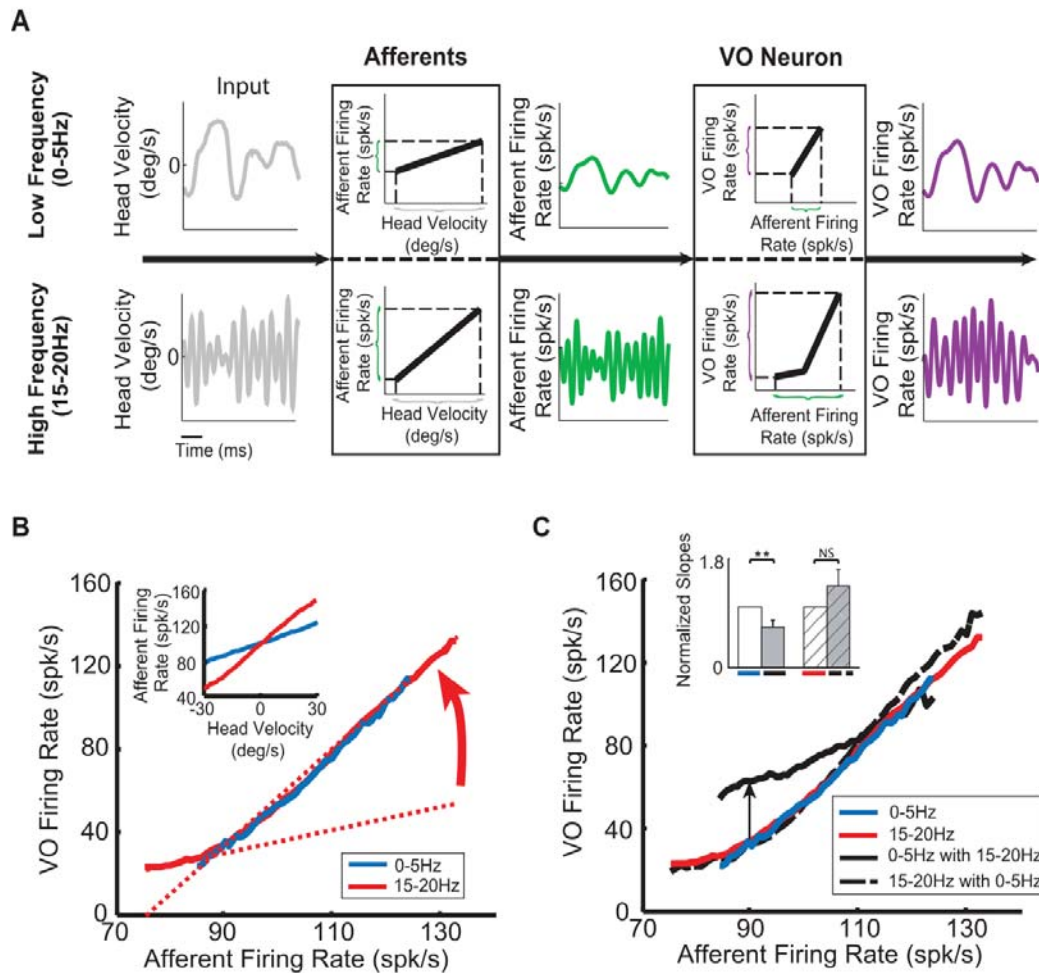 A
Afferents
VO Neuron
Low Frequency
(0-5Hz)
Input
Head Velocity
(deg/s)
0
Afferent Firing
Rate (spk/s)
Head Velocity
(deg/s)
Afferent Firing
Rate (spk/s)
VO Firing
Rate (spk/s)
Afferent Firing
Rate (spk/s)
VO Firing
Rate (spk/s)
High Frequency
(15-20Hz)
Head Velocity
(deg/s)
0
Time (ms)
Afferent Firing
Rate (spk/s)
Head Velocity
(deg/s)
Afferent Firing
Rate (spk/s)
VO Firing
Rate (spk/s)
Afferent Firing
Rate (spk/s)
VO Firing
Rate (spk/s)
B
VO Firing Rate (spk/s)
160
120
80
40
0
70
90
110
130
Afferent Firing Rate (spk/s)
Afferent Firing
Rate (spk/s)
160
120
80
40
-30
0
30
Head Velocity
(deg/s)
0-5Hz
15-20Hz
C
VO Firing Rate (spk/s)
160
120
80
40
0
70
90
110
130
Afferent Firing Rate (spk/s)
Normalized Slopes
1.8
0
**
NS
0-5Hz
15-20Hz
0-5Hz with 15-20Hz
15-20Hz with 0-5Hz